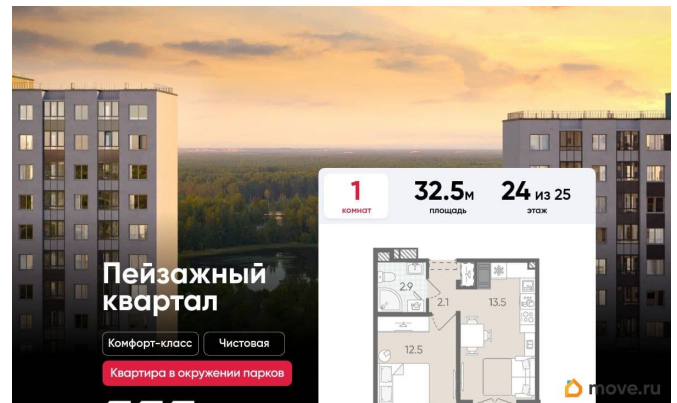 1
комнат
32.5м
площадь
24 из 25
этаж
Пейзажный
квартал
Комфорт-класс
Чистовая
Квартира в окружении парков
2.9
2.1
13.5
12.5
move.ru